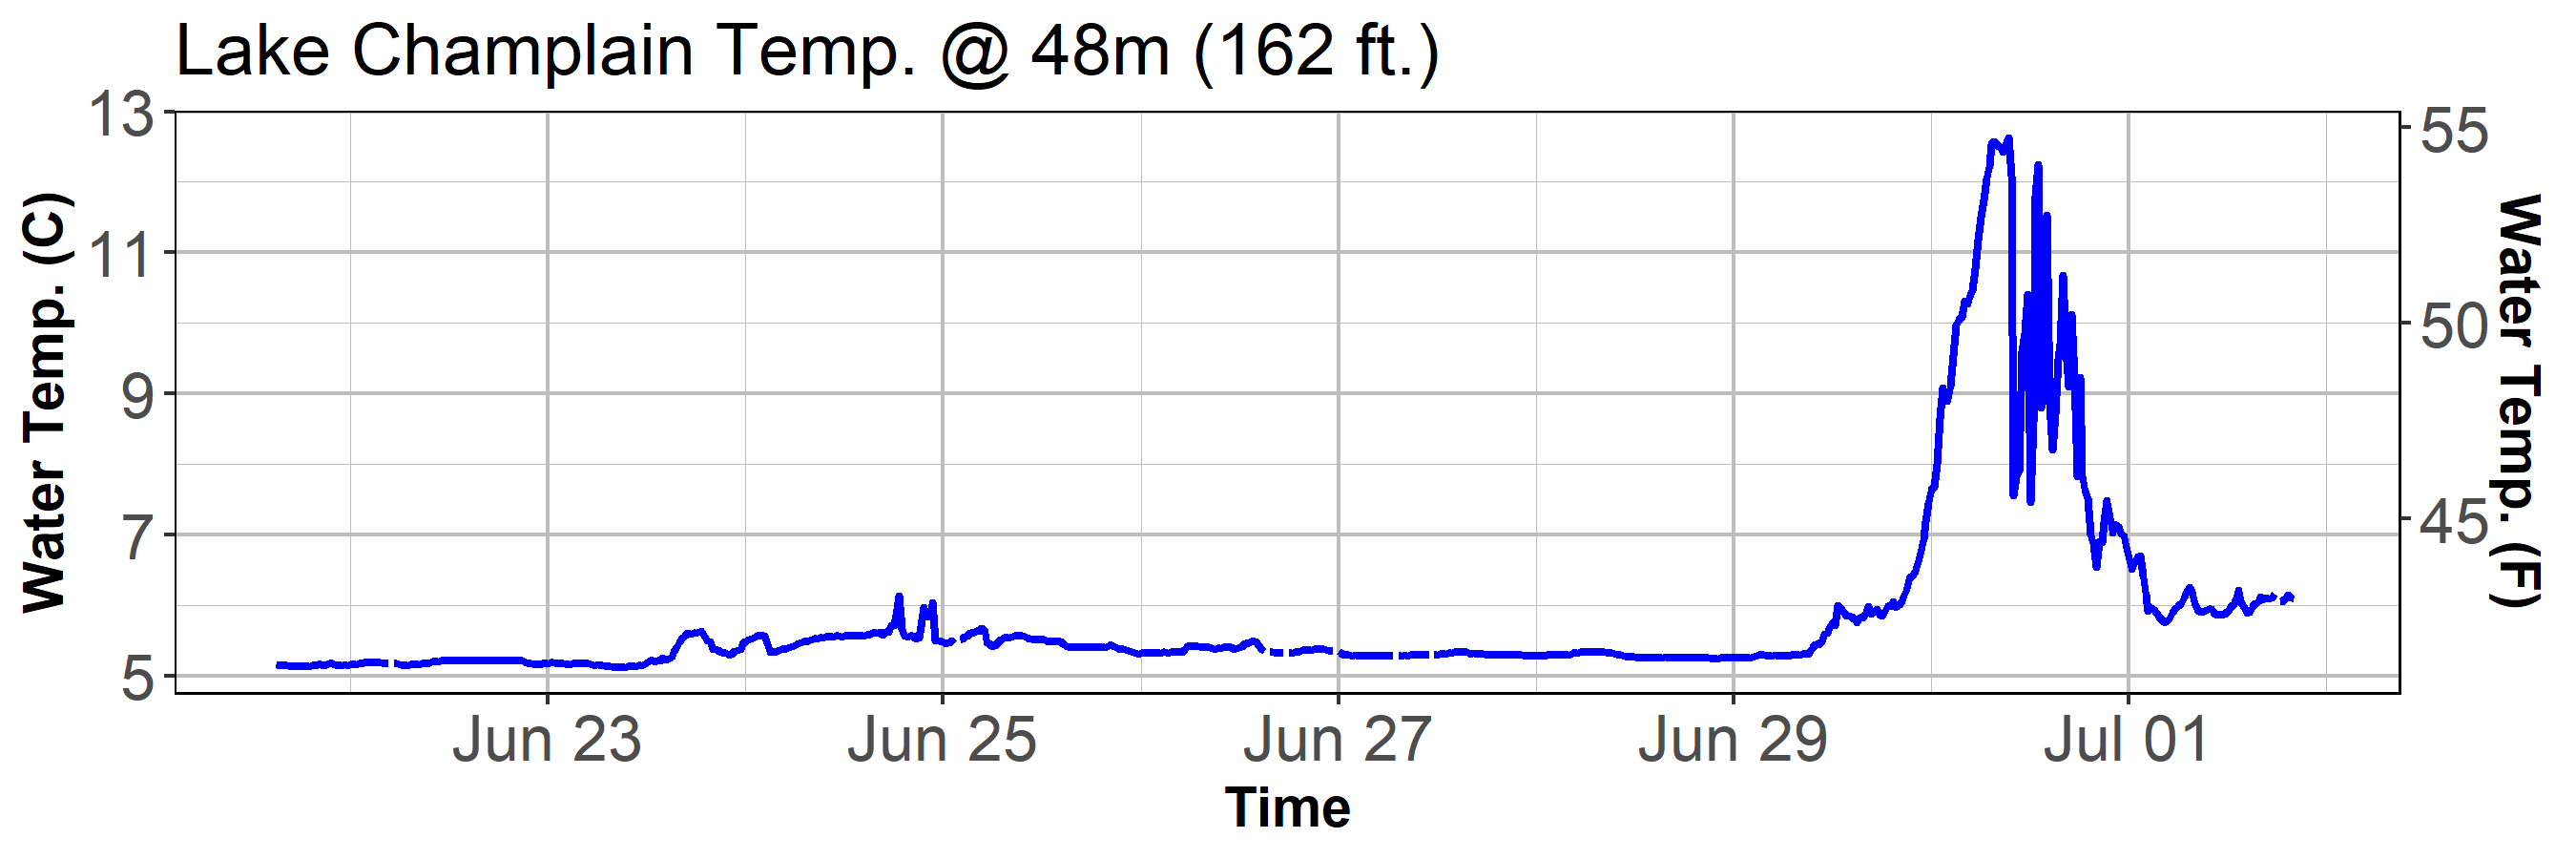 Lake Champlain Temp. @ 48m (162 ft.)
Water Temp. (C)
13
11
9
7
5
55
50
45
Water Temp. (F)
Jun 23 Jun 25 Jun 27 Jun 29 Jul 01
Time